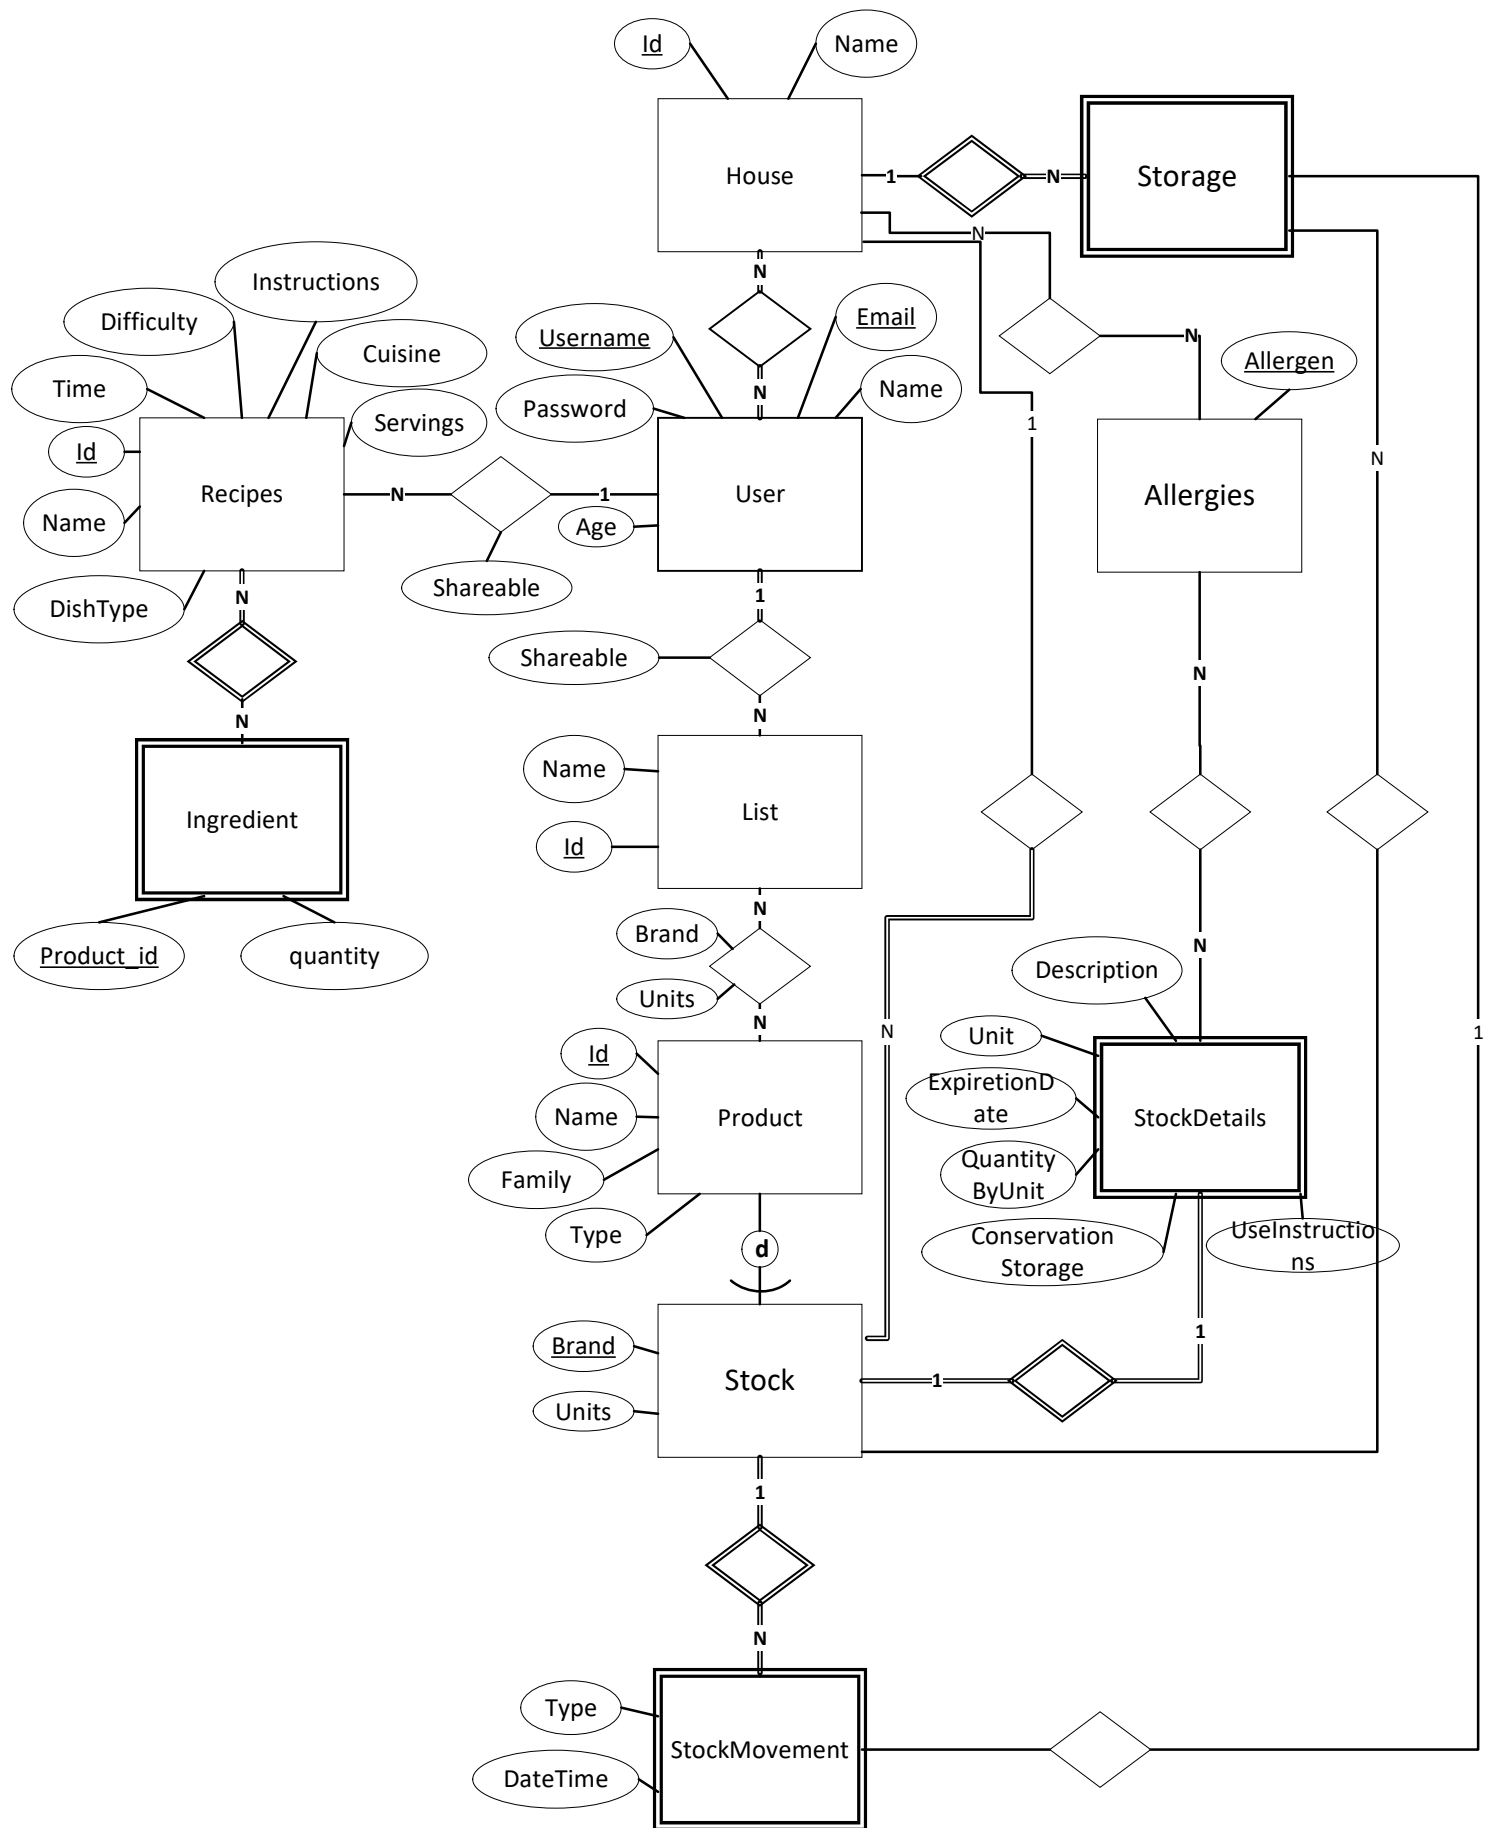 Id
Name
House
1
N
Storage
N
N
Instructions
Difficulty
Cuisine
Time
Servings
Id
Name
Recipes
DishType
N
1
Shareable
Username
Email
Password
Name
N
User
Age
1
N
Allergen
Allergies
1
N
N
N
Ingredient
Product_id
quantity
Shareable
N
Name
List
Id
N
Brand
Units
N
Id
Name
Product
Family
Type
d
N
N
N
Description
Unit
ExpiretionD
ate
StockDetails
Quantity
ByUnit
Conservation
Storage
UseInstructio
ns
1
Brand
Stock
Units
1
1
1
N
Type
StockMovement
DateTime
1